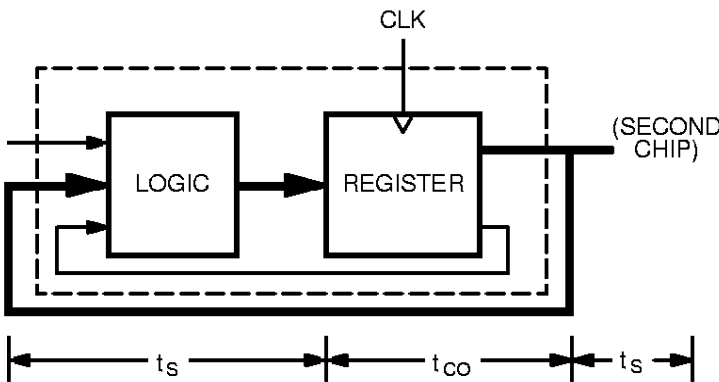 CLK
(SECOND
CHIP)
LOGIC
REGISTER
tS
tCO
tS